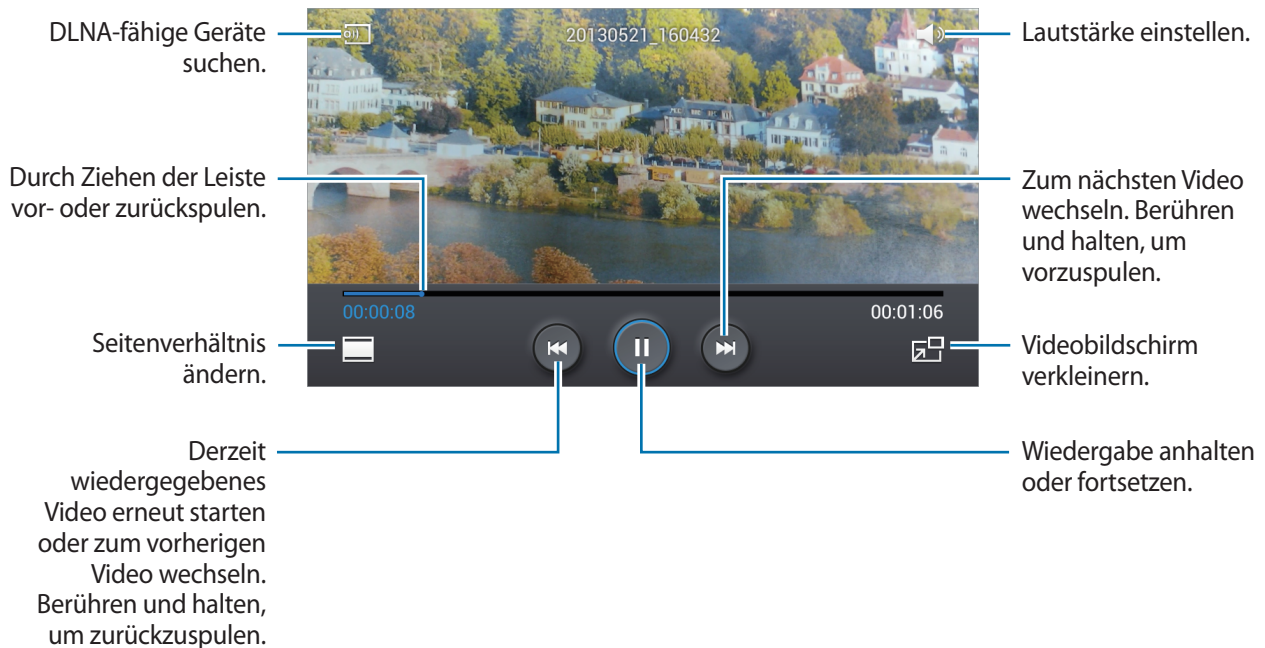 DLNA-fähige Geräte
suchen.
20130521_160432
Lautstärke einstellen.
Durch Ziehen der Leiste
vor- oder zurückspulen.
Zum nächsten Video
wechseln. Berühren
und halten, um
vorzuspulen.
00:00:08
00:01:06
Seitenverhältnis
ändern.
Videobildschirm
verkleinern.
Derzeit
wiedergegebenes
Video erneut starten
oder zum vorherigen
Video wechseln.
Berühren und halten,
um zurückzuspulen.
Wiedergabe anhalten
oder fortsetzen.